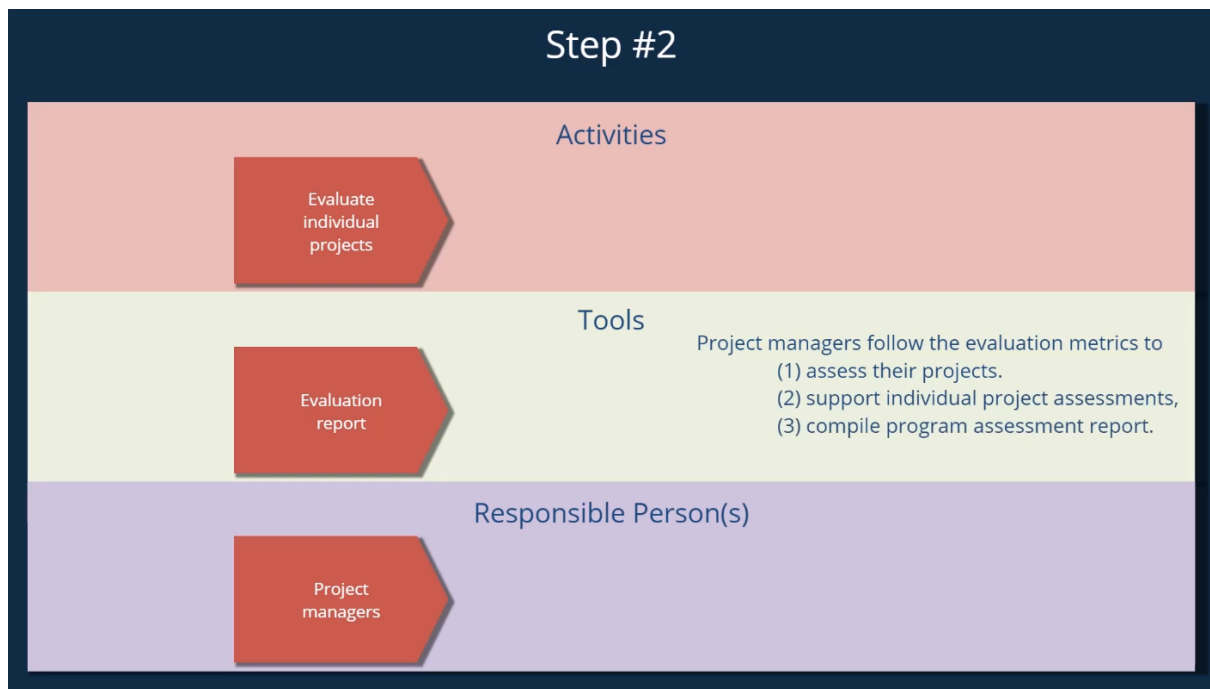 Step #2
Activities
Evaluate
individual
projects
Tools
Project managers follow the evaluation metrics to
(1) assess their projects.
(2) support individual project assessments,
(3) compile program assessment report.
Evaluation
report
Responsible Person(s)
Project
managers